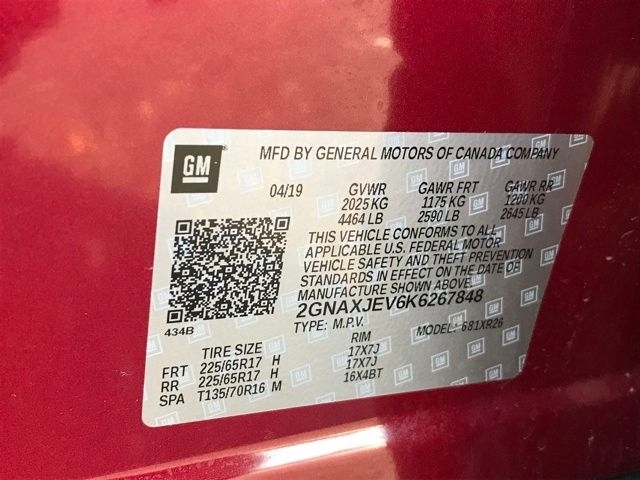 GM MFD BY GENERAL MOTORS OF CANADA COMPANY
04/19 GVWR GAWR FRT GAWR RR
2025 KG 1175 KG 1200 KG
4464 LB 2590 LB 2645 LB
THIS VEHICLE CONFORMS TO ALL
APPLICABLE U.S. FEDERAL MOTOR
VEHICLE SAFETY AND THEFT PREVENTION
STANDARDS IN EFFECT ON THE DATE OF
MANUFACTURE SHOWN ABOVE.
2GNAXJEV6K6267848
434B TYPE: M.P.V. MODEL: 681XR26
TIRE SIZE RIM
FRT 225/65R17 H 17X7J
RR 225/65R17 H 17X7J
SPA T135/70R16 M 16X4BT